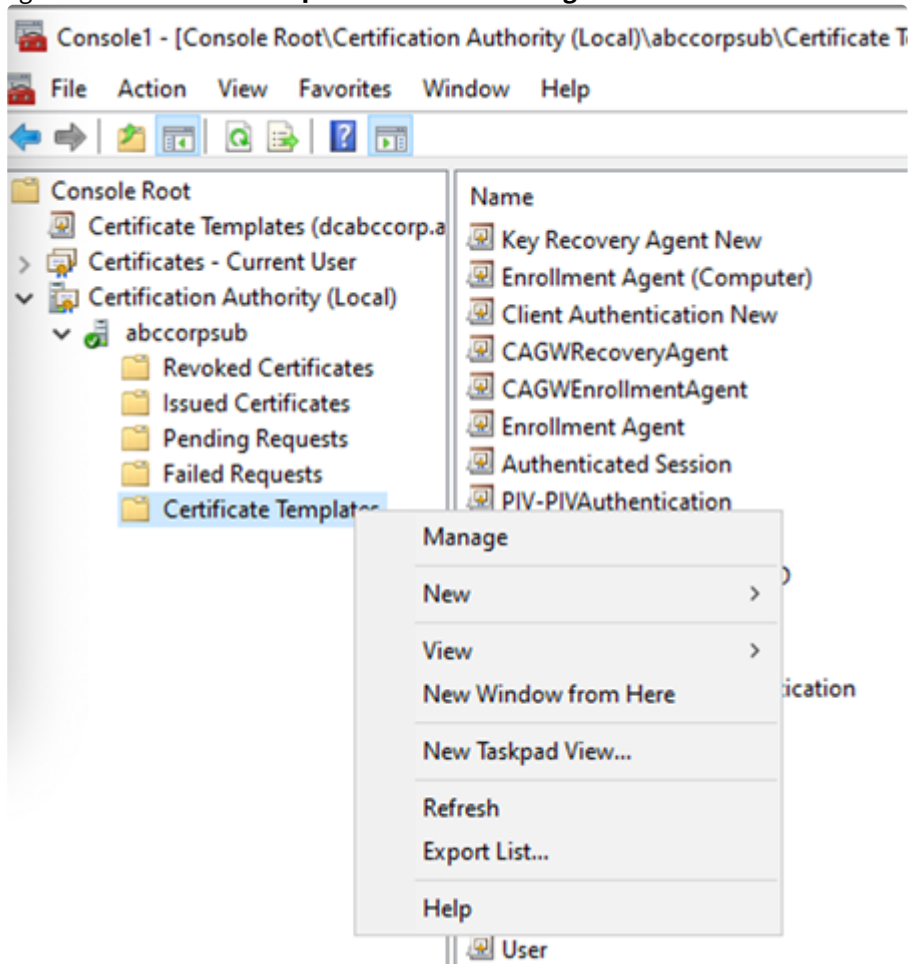 Console1 - [Console Root\Certification Authority (Local)\abccorpsub\Certificate
File Action View Favorites Window Help
Console Root
Certificate Templates (dcabccorp.a
Certificates - Current User
Certification Authority (Local)
abccorpsub
Revoked Certificates
Issued Certificates
Pending Requests
Failed Requests
Certificate Templates
Name
Key Recovery Agent New
Enrollment Agent (Computer)
Client Authentication New
CAGWRecoveryAgent
CAGWEnrollmentAgent
Enrollment Agent
Authenticated Session
PIV-PIVAuthentication
ication
User
Manage
New
View
New Window from Here
New Taskpad View...
Refresh
Export List...
Help